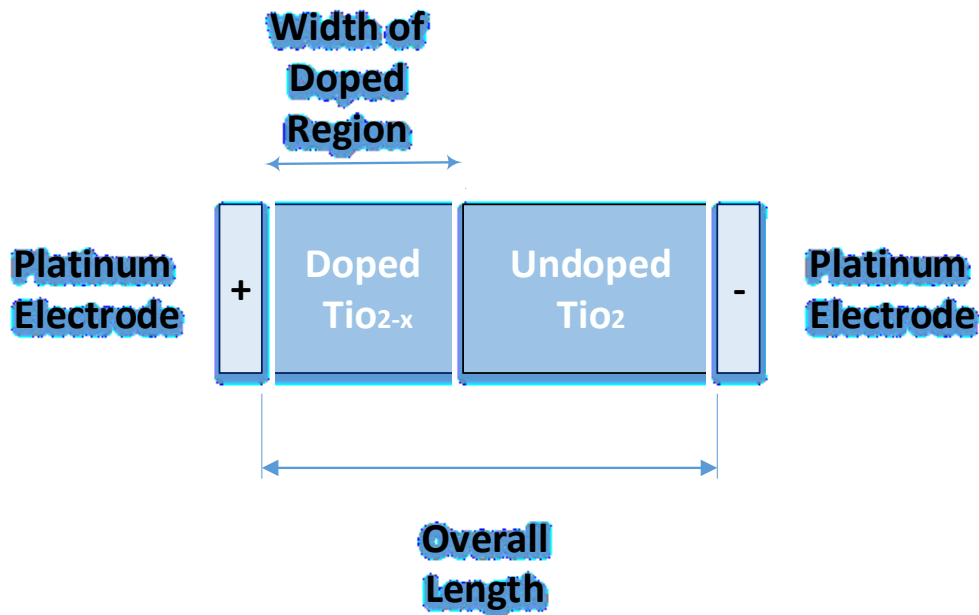 Width of
Doped
Region
Platinum
Electrode
+
Doped
Tio2-x
Undoped
Tio2
-
Platinum
Electrode
Overall
Length